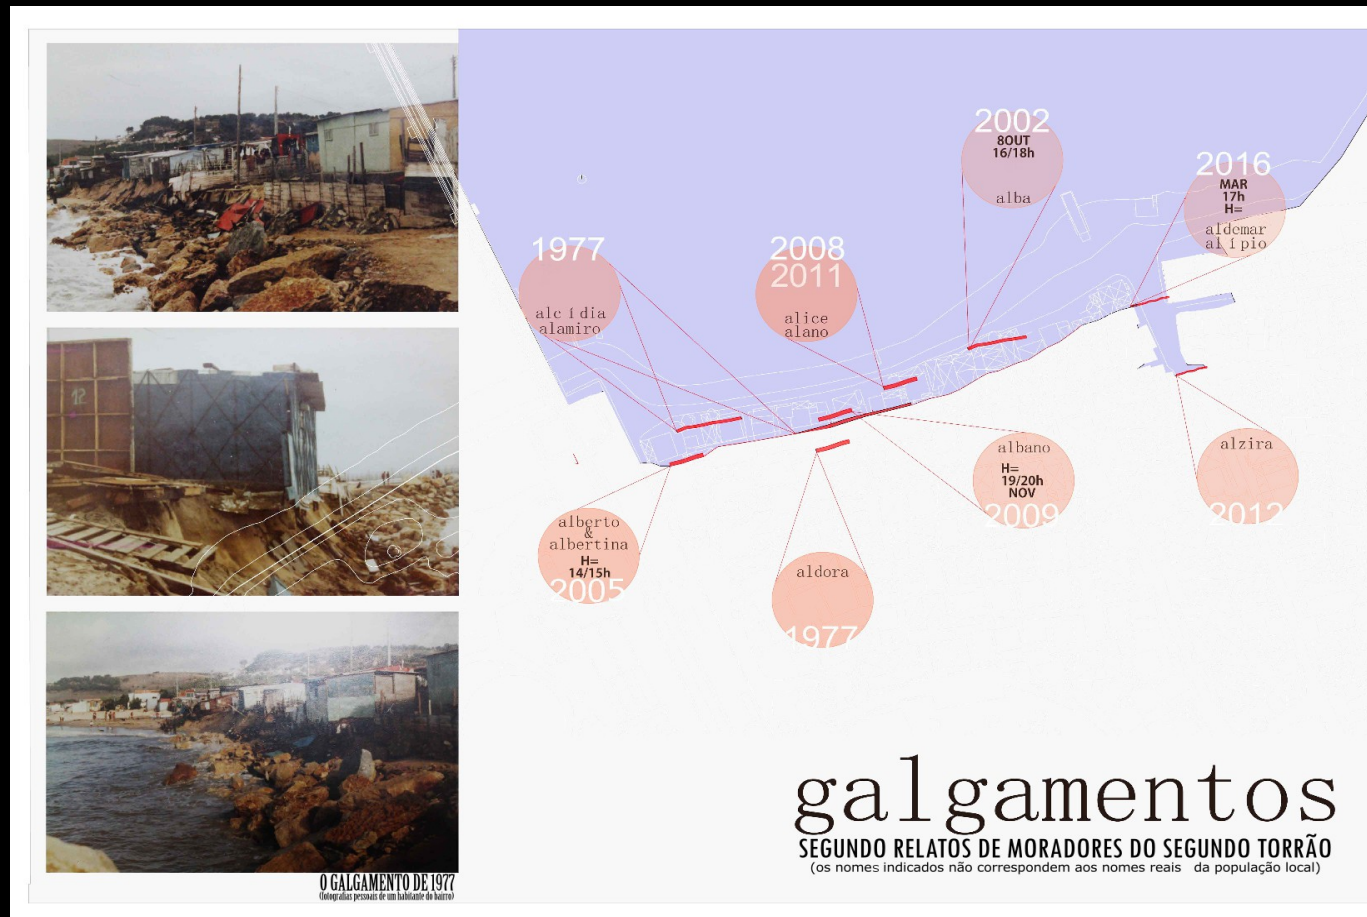 12
O GALGAMENTO DE 1977
(fotografias pessoais de um habitante do bairro)
1977
alcídia
alamiro
2008
2011
alice
alano
2002
8OUT
16/18h
alba
2016
MAR
17h
H=
aldemar
alípio
alberto
&
albertina
H=
14/15h
2005
aldora
1977
albano
H=
19/20h
NOV
2009
alzira
2012
galgamentos
SEGUNDO RELATOS DE MORADORES DO SEGUNDO TORRÃO
(os nomes indicados não correspondem aos nomes reais da população local)